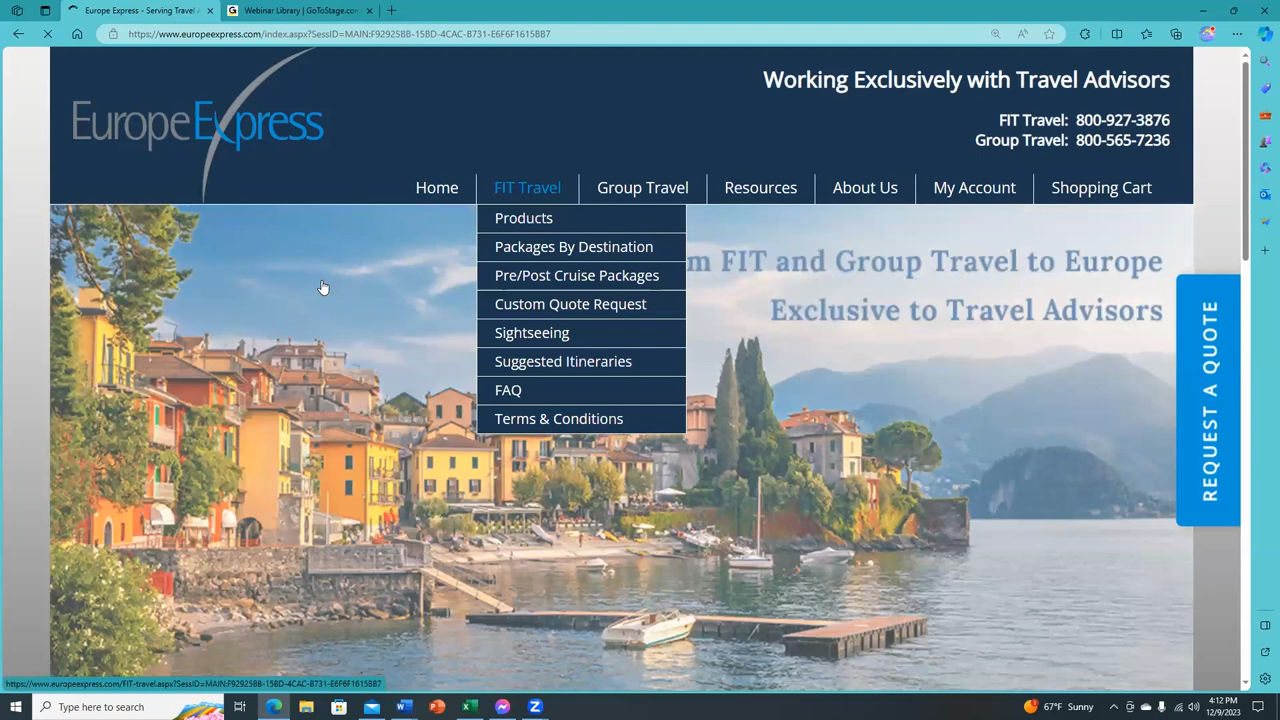 Europe Express - Serving Travel A
Webinar Library | GoToStage.com
https://www.europeexpress.com/index.aspx?SessID=MAIN:F92925BB-15BD-4CAC-B731-E6F6F1615BB7
EuropeExpress
Working Exclusively with Travel Advisors
FIT Travel: 800-927-3876
Group Travel: 800-565-7236
Home FIT Travel Group Travel Resources About Us My Account Shopping Cart
Products
Packages By Destination
Pre/Post Cruise Packages
Custom Quote Request
Sightseeing
Suggested Itineraries
FAQ
Terms & Conditions
m FIT and Group Travel to Europe
Exclusive to Travel Advisors
REQUEST A QUOTE
https://www.europeexpress.com/FIT-travel.aspx?SessID=MAIN:F92925BB-15BD-4CAC-B731-E6F6F1615BB7
Type here to search
67°F Sunny
4:12 PM
12/9/2023